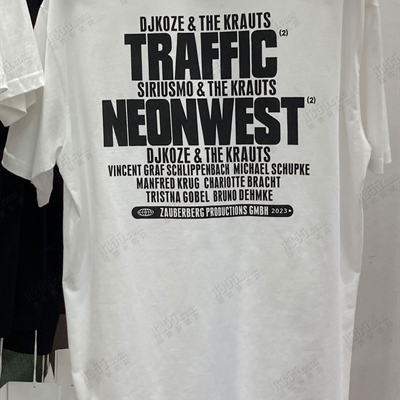 DJKOZE & THE KRAUTS
TRAFFIC (2)
SIRIUSMO & THE KRAUTS
NEONWEST (2)
DJKOZE & THE KRAUTS
VINCENT GRAF SCHLIPPENBACH MICHAEL SCHUPKE
MANFRED KRUG CHARIOTTE BRACHT
TRISTNA GOBEL BRUNO DEHMKE
ZAUBERBERG PRODUCTIONS GMBH 2023